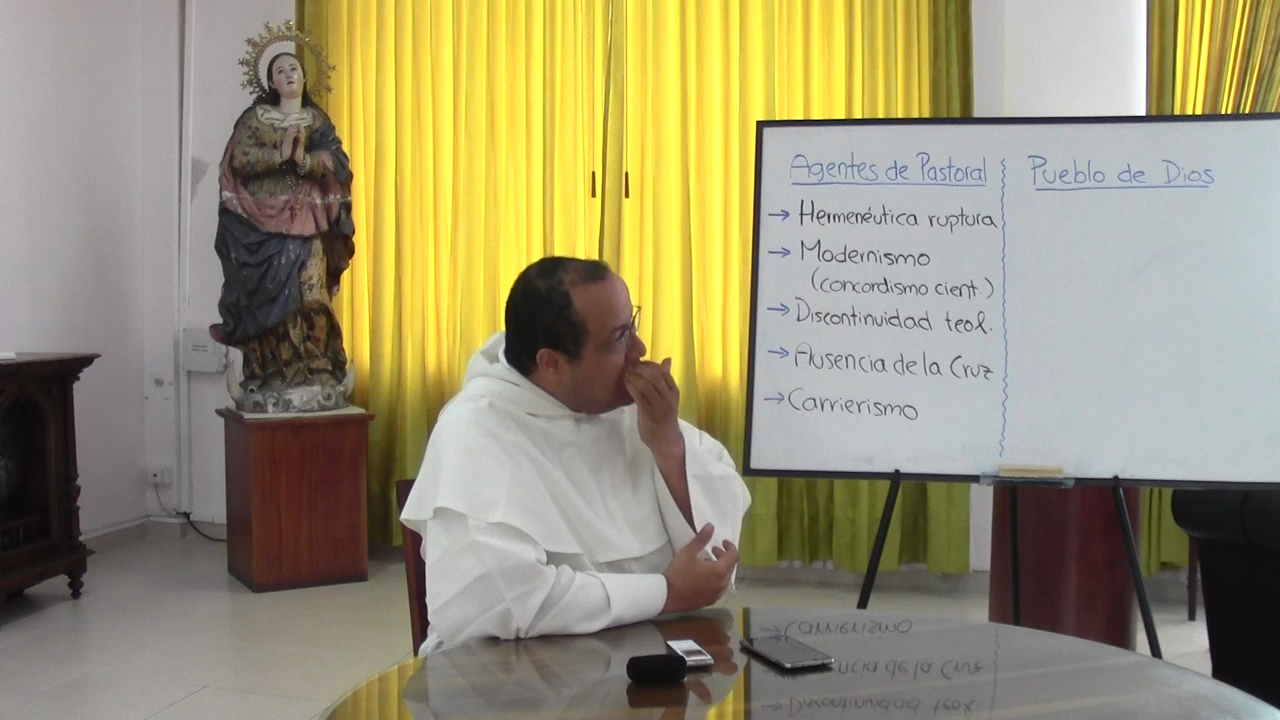 Agentes de Pastoral
→ Hermenéutica ruptura
→ Modernismo
(concordismo cient.)
→ Discontinuidad teol.
→ Ausencia de la Cruz
→ Carrierismo
Pueblo de Dios